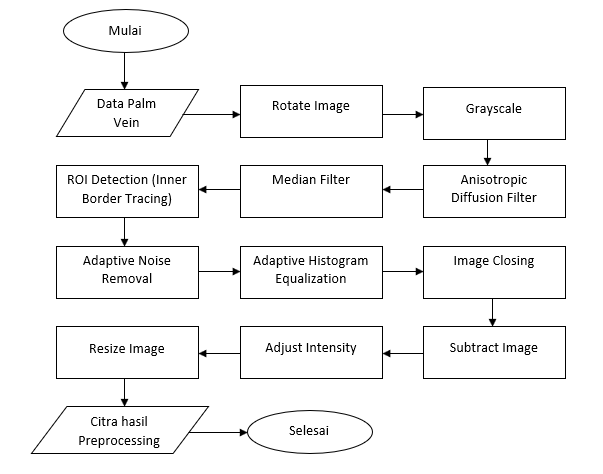 Mulai
Data Palm
Vein
Rotate Image
Grayscale
Anisotropic
Diffusion Filter
Median Filter
ROI Detection (Inner
Border Tracing)
Adaptive Noise
Removal
Adaptive Histogram
Equalization
Image Closing
Subtract Image
Adjust Intensity
Resize Image
Citra hasil
Preprocessing
Selesai